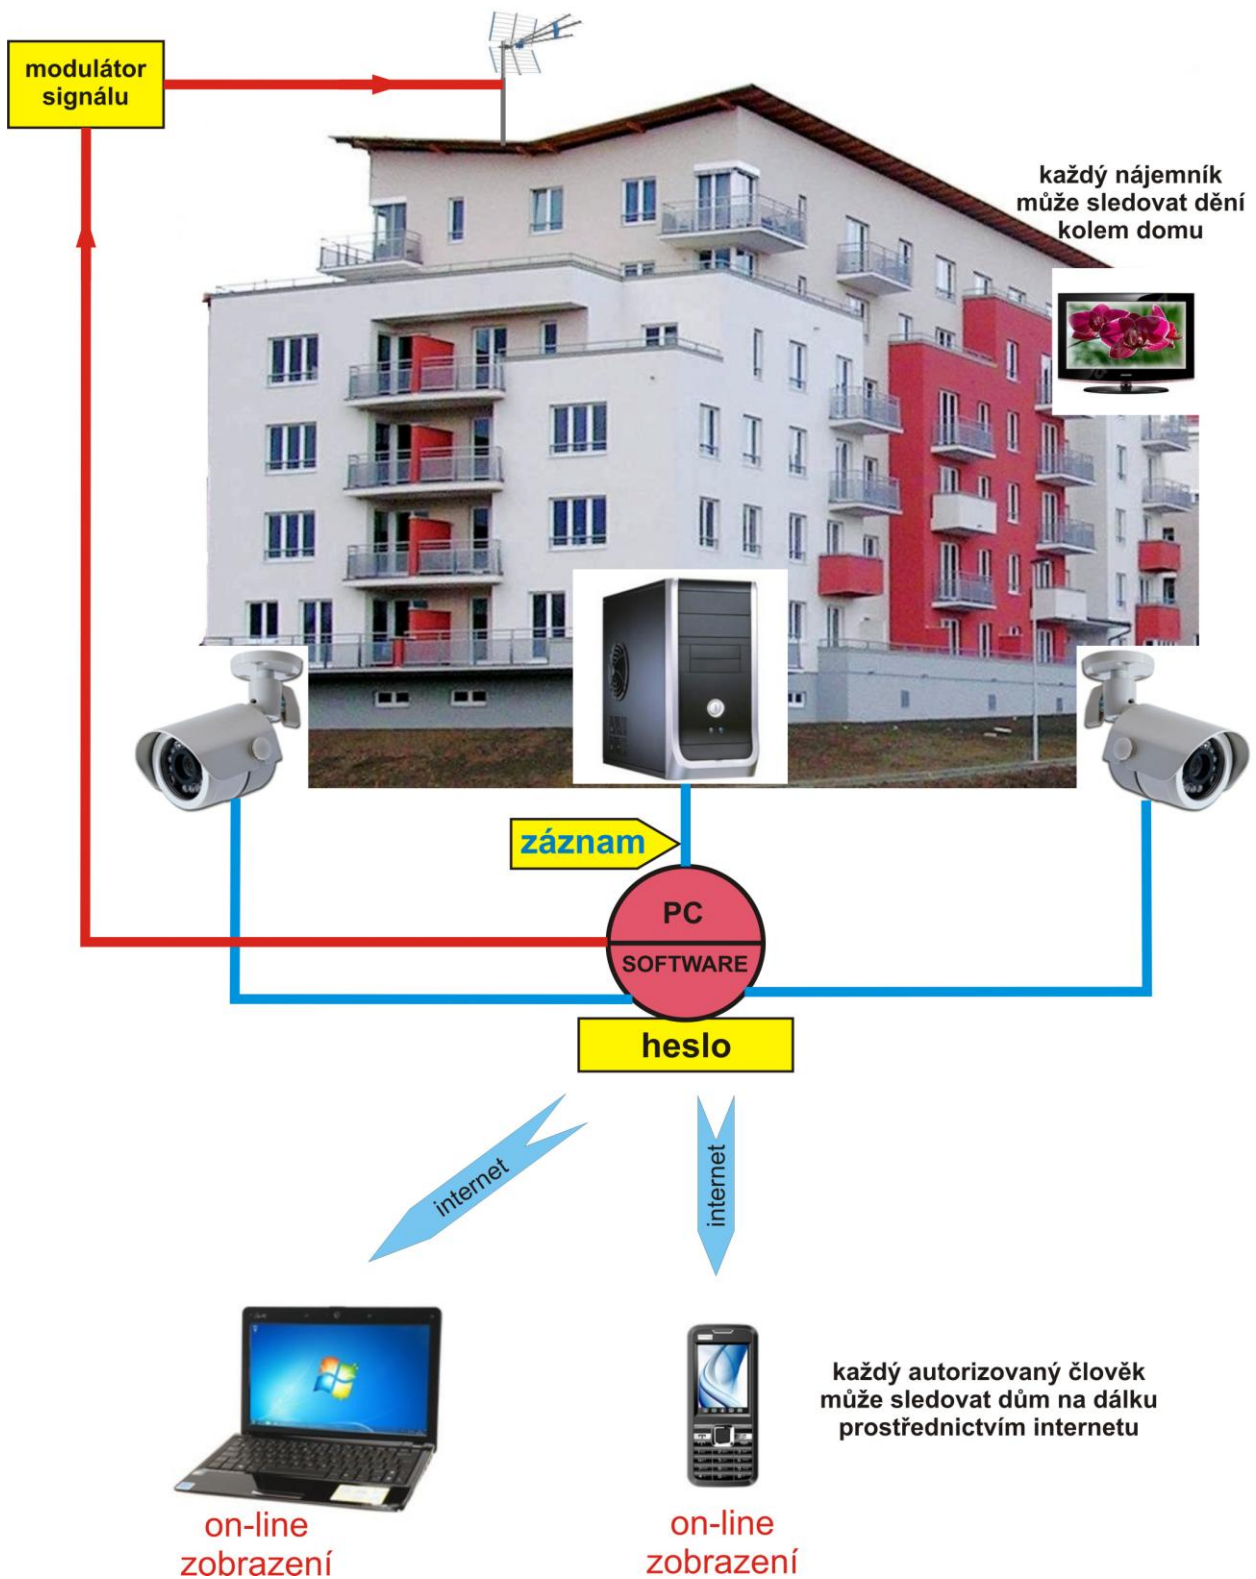 modulátor
signálu
každý nájemník
může sledovat dění
kolem domu
záznam
PC
SOFTWARE
heslo
internet
internet
každý autorizovaný člověk
může sledovat dům na dálku
prostřednictvím internetu
on-line
zobrazení
on-line
zobrazení